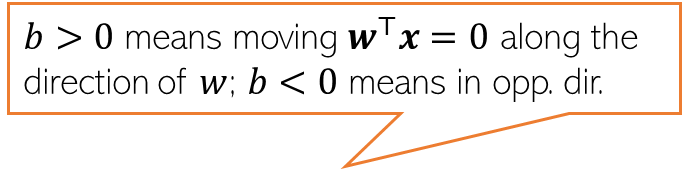 b > 0 means moving wᵀx = 0 along the
direction of w; b < 0 means in opp. dir.